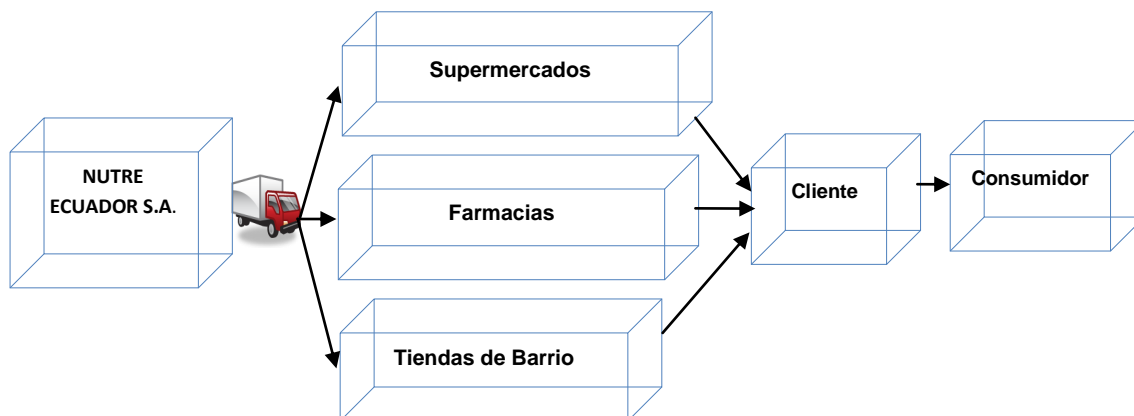 NUTRE
ECUADOR S.A.
Supermercados
Farmacias
Tiendas de Barrio
Cliente
Consumidor